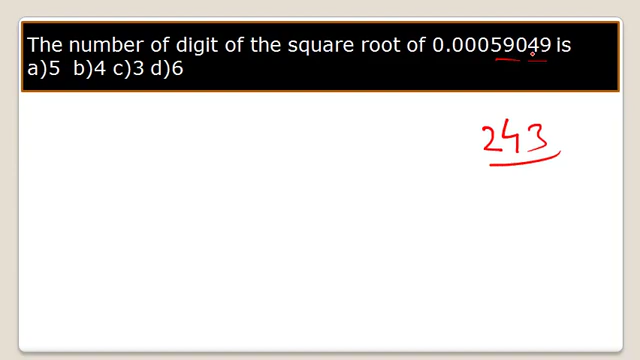 The number of digit of the square root of 0.00059049 is
a)5 b)4 c)3 d)6
243